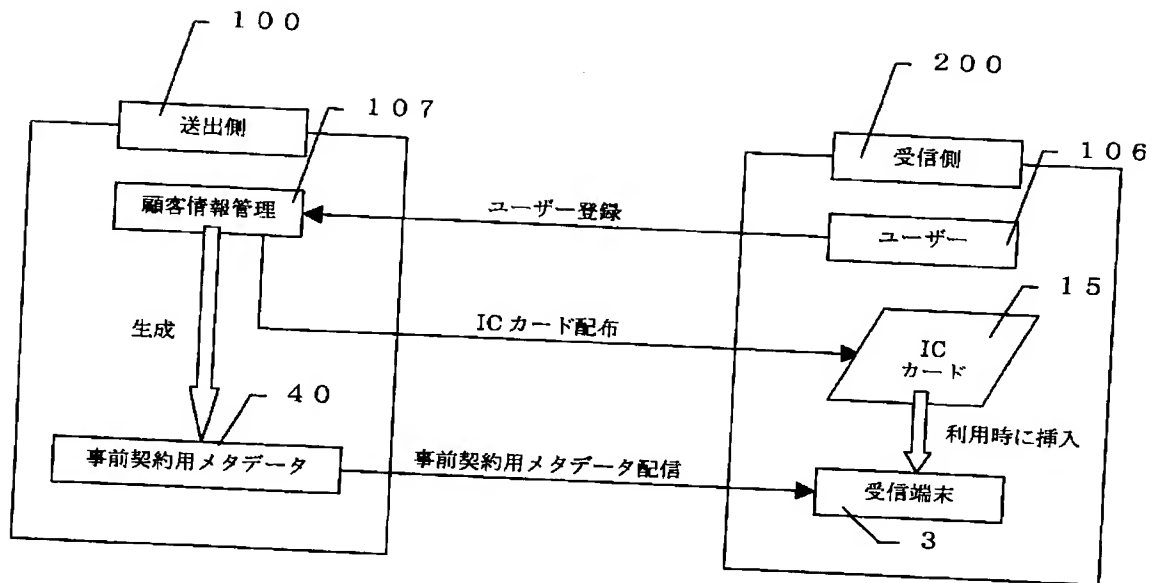 100
送出側
107
顧客情報管理
生成
40
事前契約用メタデータ
ユーザー登録
ICカード配布
事前契約用メタデータ配信
200
受信側
106
ユーザー
15
IC
カード
利用時に挿入
受信端末
3